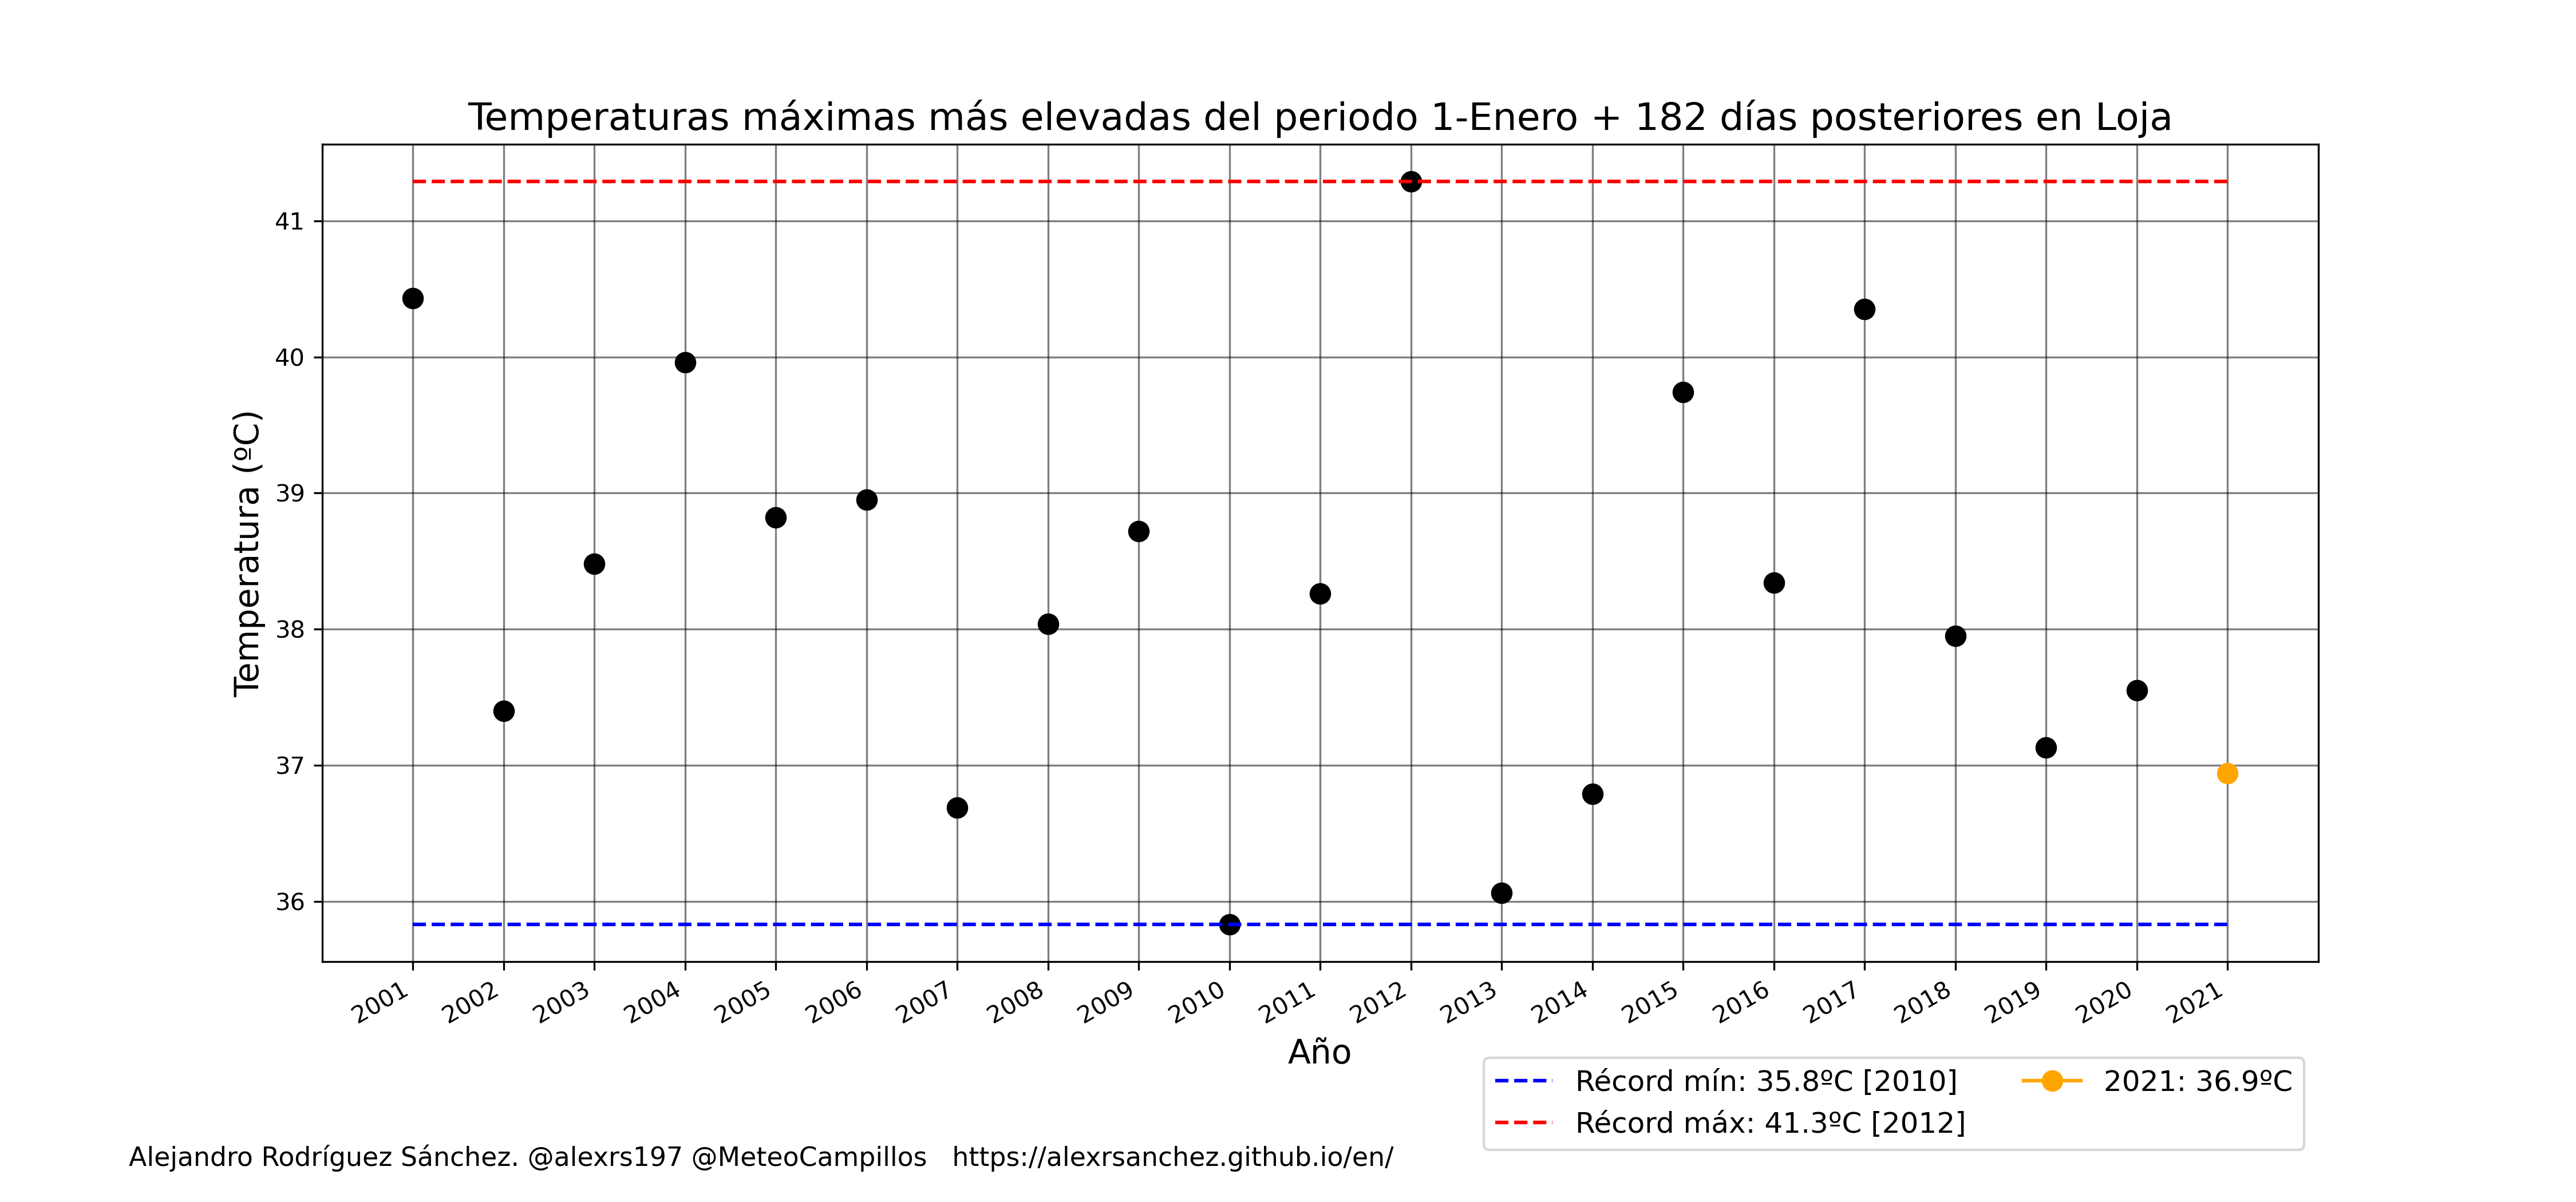 Temperaturas máximas más elevadas del periodo 1-Enero + 182 días posteriores en Loja
Temperatura (ºC)
41
40
39
38
37
36
2001 2002 2003 2004 2005 2006 2007 2008 2009 2010 2011 2012 2013 2014 2015 2016 2017 2018 2019 2020 2021
Año
Récord mín: 35.8ºC [2010]
Récord máx: 41.3ºC [2012]
2021: 36.9ºC
Alejandro Rodríguez Sánchez. @alexrs197 @MeteoCampillos https://alexrsanchez.github.io/en/